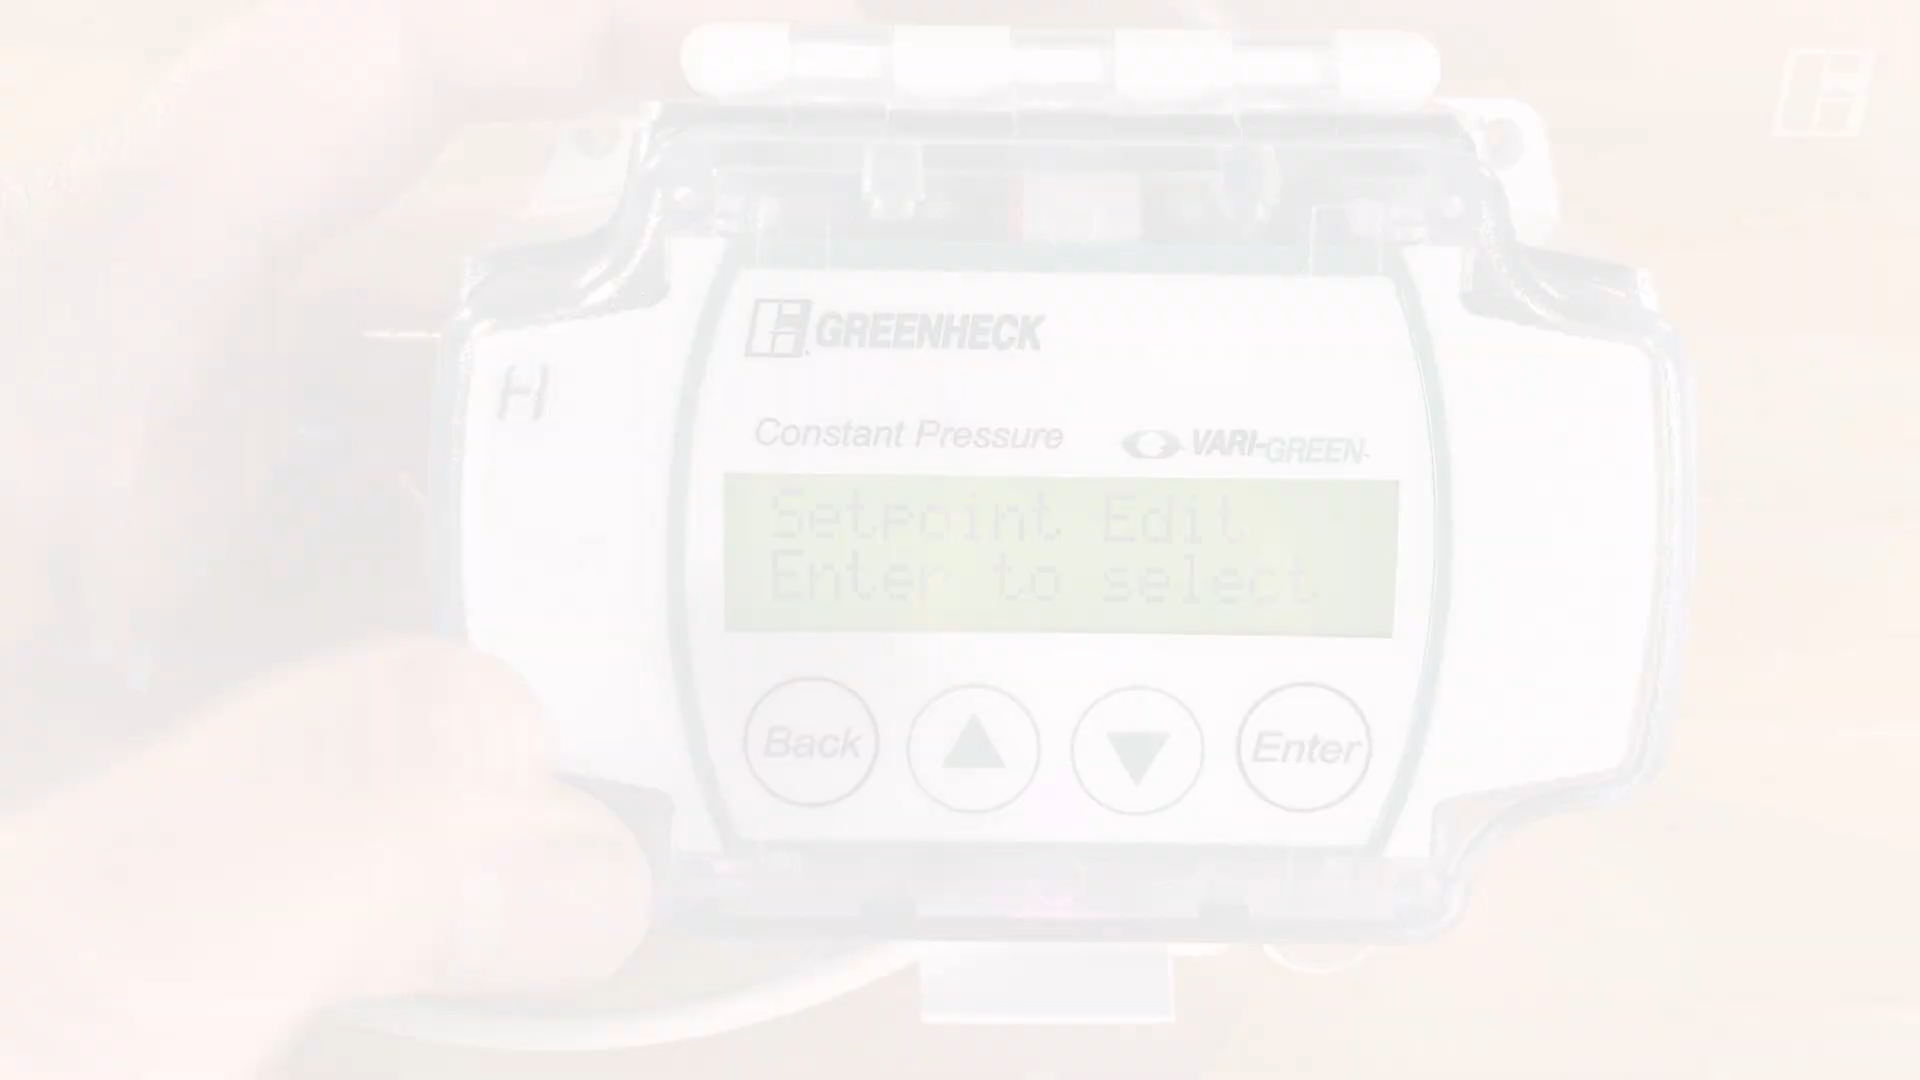 GREENHECK
H
Constant Pressure
VARI-GREEN
Setpoint Edit
Enter to select
Back
Enter